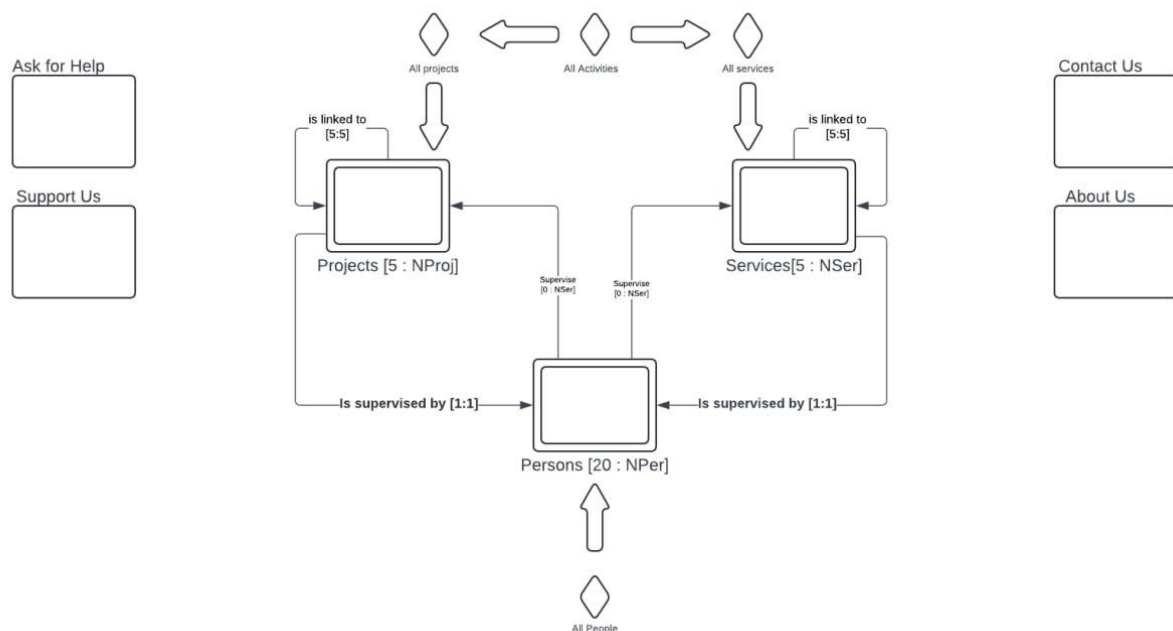 All projects
All Activities
All services
Ask for Help
Contact Us
is linked to
[5:5]
is linked to
[5:5]
Support Us
About Us
Projects [5 : NProj]
Services[5 : NSer]
Supervise
[0 : NSer]
Supervise
[0 : NSer]
Is supervised by [1:1]
Is supervised by [1:1]
Persons [20 : NPer]
All People